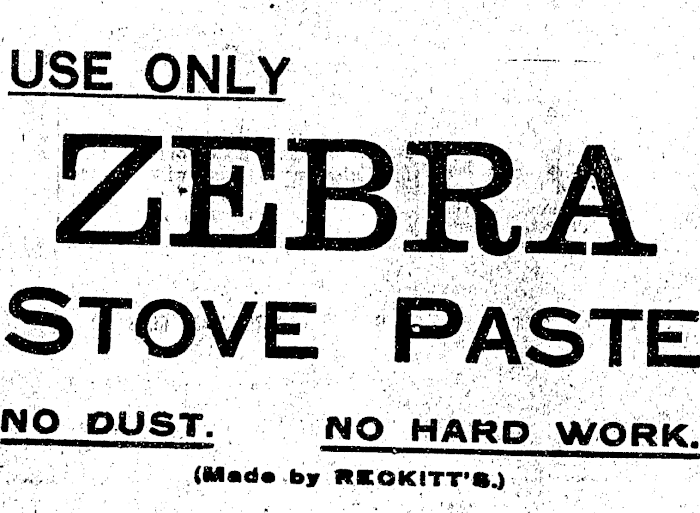 USE ONLY
ZEBRA
STOVE PASTE
NO DUST. NO HARD WORK.
(Made by RECKITT'S.)